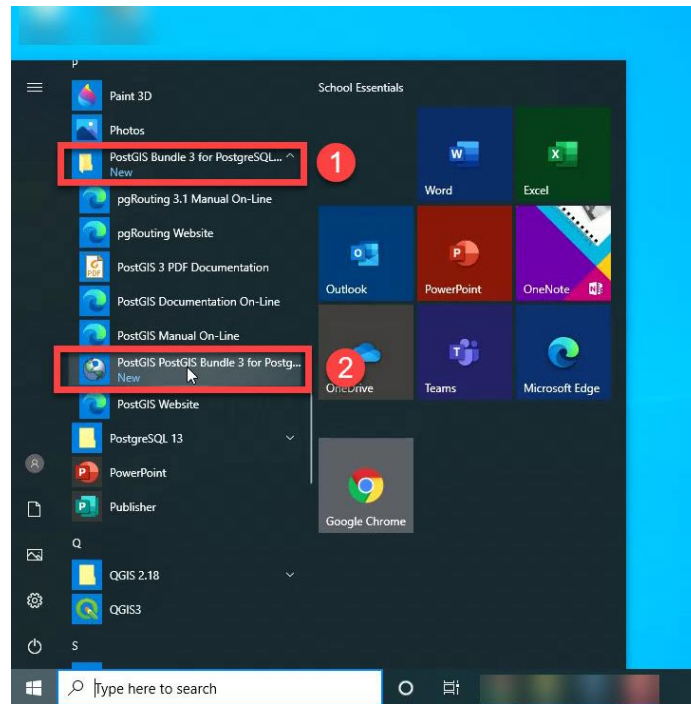 P
Paint 3D
Photos
PostGIS Bundle 3 for PostgreSQL...
New
1
pgRouting 3.1 Manual On-Line
pgRouting Website
PostGIS 3 PDF Documentation
PostGIS Documentation On-Line
PostGIS Manual On-Line
PostGIS PostGIS Bundle 3 for Postg...
New
2
PostGIS Website
PostgreSQL 13
PowerPoint
Publisher
Q
QGIS 2.18
QGIS3
S
School Essentials
Word
Excel
Outlook
PowerPoint
OneNote
OneDrive
Teams
Microsoft Edge
Google Chrome
Type here to search